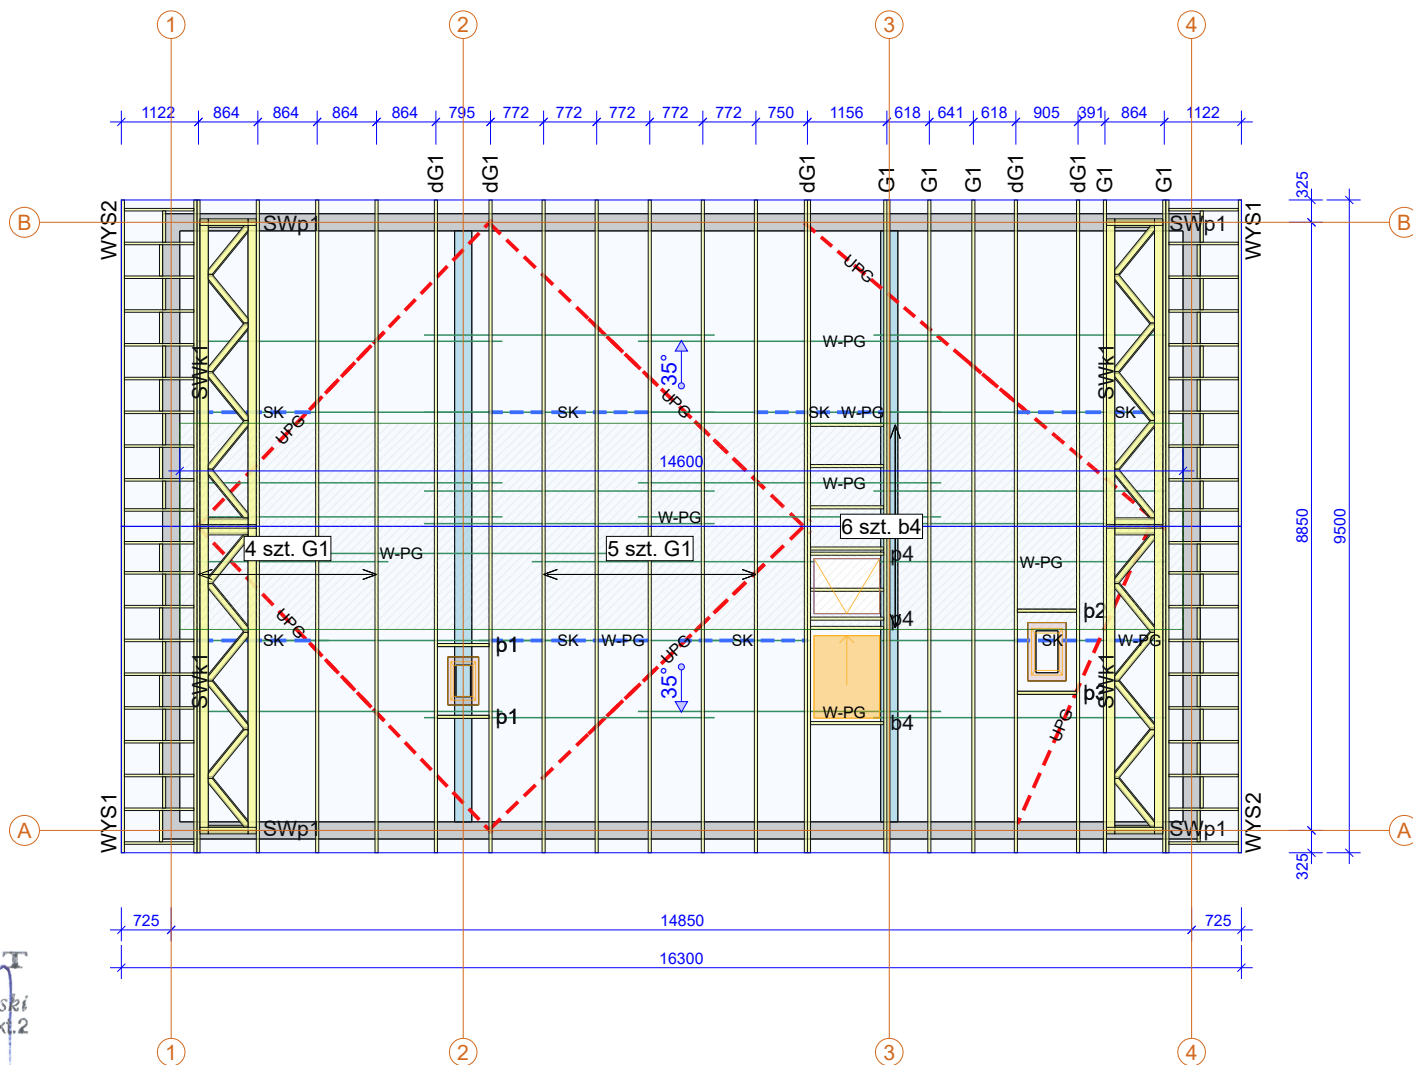 1 2 3 4
1122 864 864 864 864 795 772 772 772 772 772 750 1156 618 641 618 905 391 864 1122
dG1 dG1 dG1 G1 G1 G1 dG1 dG1 G1 G1
325
WYS2 WYS1
B SWp1 SWp1 B
UPG
W-PG
35°
SWk1 SWk1
UPG
SK SK SK W-PG SK
UPG
14600
W-PG
W-PG 6 szt. b4
8850 9500
4 szt. G1 W-PG 5 szt. G1 p4
W-PG
UPG p4 b2
SK p1 SK W-PG UPG SK SK W-PG
SWk1 35° SWk1
b3
p1 W-PG b4
UPG
WYS1 WYS2
A SWp1 SWp1 A
325
725 14850 725
16300
ski
1 2 3 4